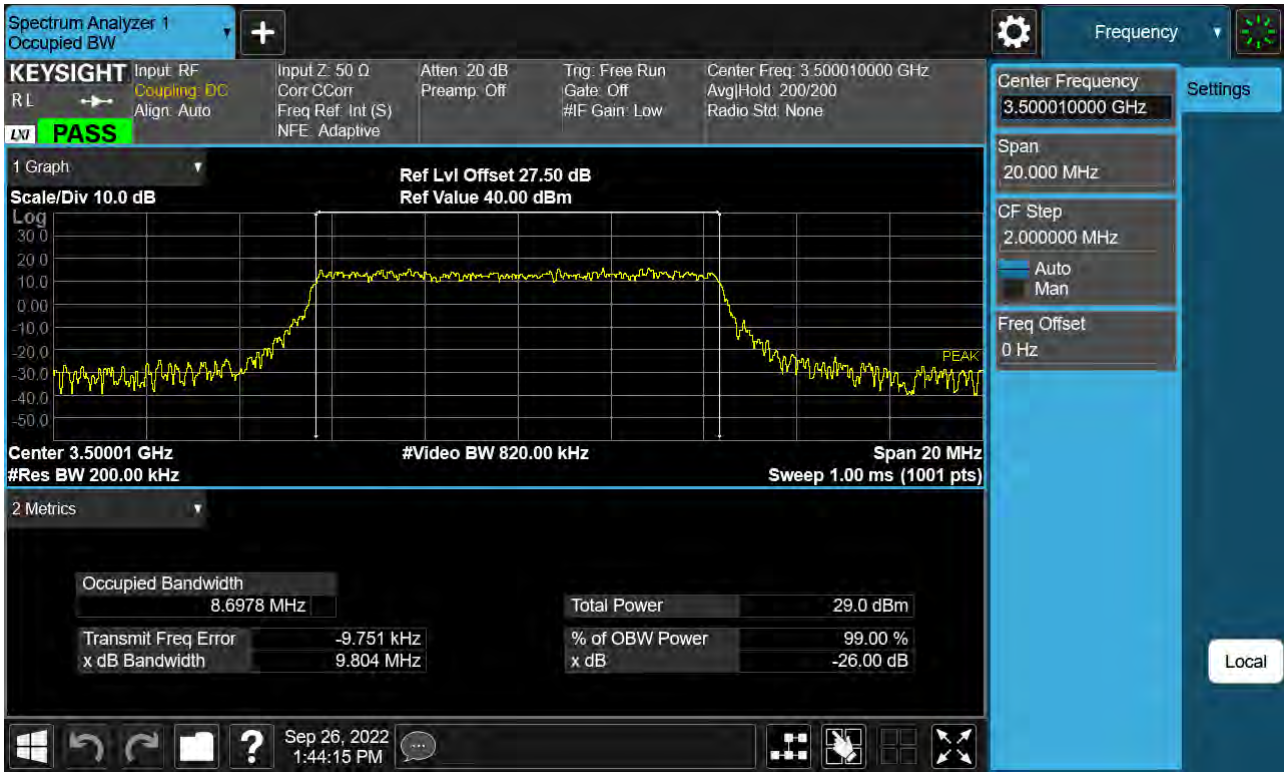 Spectrum Analyzer 1
Occupied BW
+
Frequency
KEYSIGHT
RL
LXI PASS
Input: RF
Coupling: DC
Align: Auto
Input Z: 50 Ω
Corr CCorr
Freq Ref: Int (S)
NFE: Adaptive
Atten: 20 dB
Preamp: Off
Trig: Free Run
Gate: Off
#IF Gain: Low
Center Freq: 3.500010000 GHz
Avg|Hold: 200/200
Radio Std: None
Center Frequency
3.500010000 GHz
Settings
Span
20.000 MHz
CF Step
2.000000 MHz
Auto
Man
Freq Offset
0 Hz
Local
1 Graph
Scale/Div 10.0 dB
Ref Lvl Offset 27.50 dB
Ref Value 40.00 dBm
Log
30.0
20.0
10.0
0.00
-10.0
-20.0
-30.0
-40.0
-50.0
PEAK
Center 3.50001 GHz
#Video BW 820.00 kHz
Span 20 MHz
#Res BW 200.00 kHz
Sweep 1.00 ms (1001 pts)
2 Metrics
Occupied Bandwidth
8.6978 MHz
Total Power 29.0 dBm
Transmit Freq Error -9.751 kHz
% of OBW Power 99.00 %
x dB Bandwidth 9.804 MHz
x dB -26.00 dB
?
Sep 26, 2022
1:44:15 PM